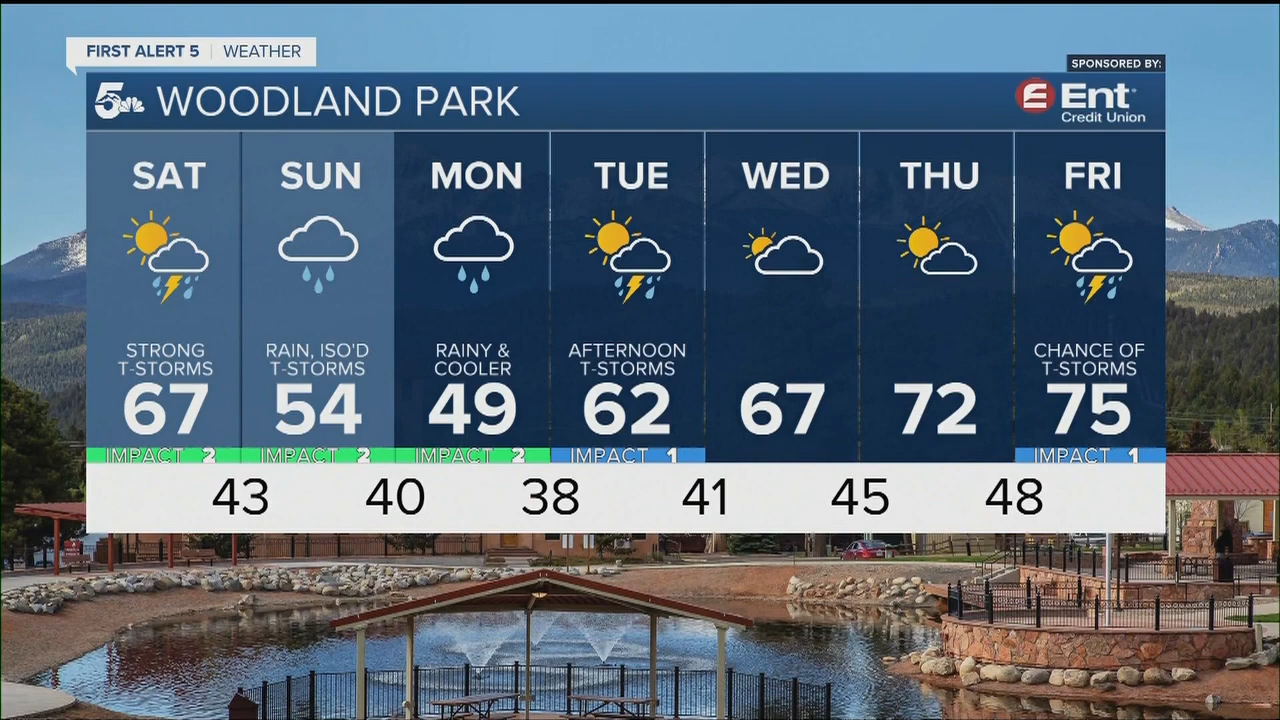 FIRST ALERT 5 | WEATHER
SPONSORED BY:
5 WOODLAND PARK
Ent
Credit Union
SAT SUN MON TUE WED THU FRI
STRONG RAIN, ISO'D RAINY & AFTERNOON CHANCE OF
T-STORMS T-STORMS COOLER T-STORMS T-STORMS
67 54 49 62 67 72 75
IMPACT 2 IMPACT 2 IMPACT 2 IMPACT 1 IMPACT 1
43 40 38 41 45 48